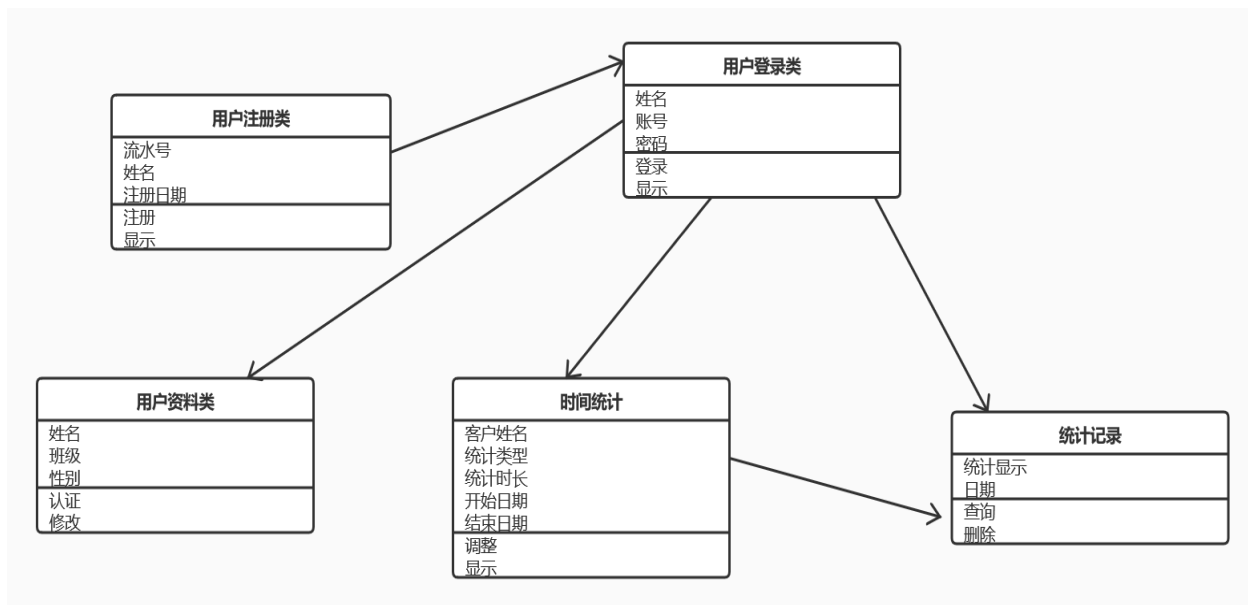 用户注册类
流水号
姓名
注册日期
注册
显示
用户登录类
姓名
账号
密码
登录
显示
用户资料类
姓名
班级
性别
认证
修改
时间统计
客户姓名
统计类型
统计时长
开始日期
结束日期
调整
显示
统计记录
统计显示
日期
查询
删除